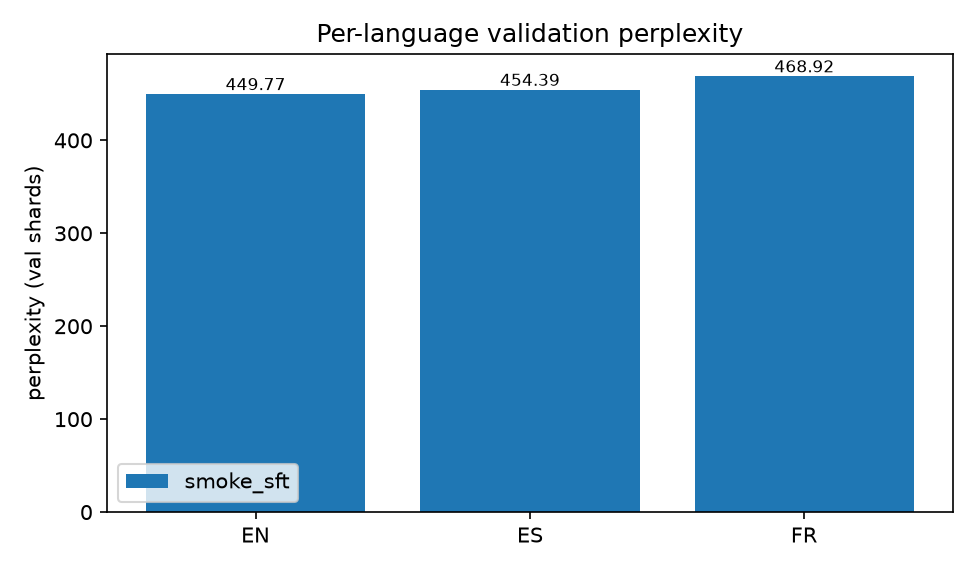 Per-language validation perplexity
perplexity (val shards)
400
300
200
100
0
449.77
454.39
468.92
smoke_sft
EN
ES
FR